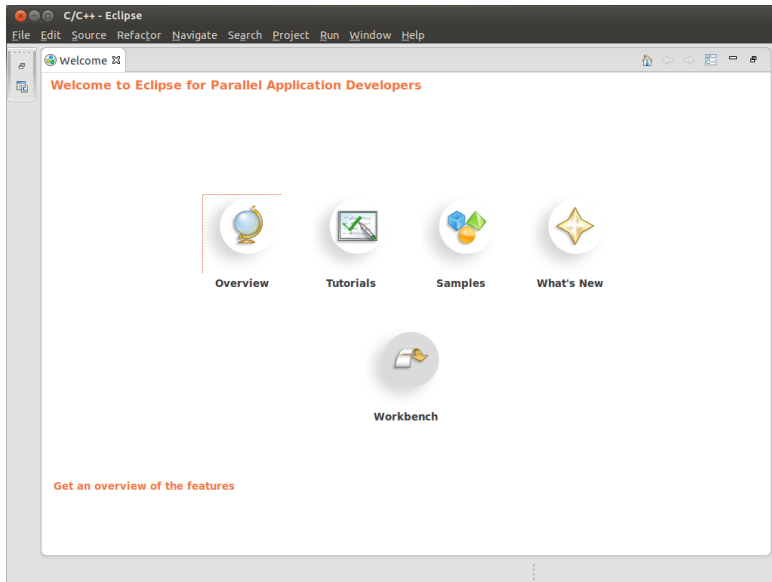 C/C++ - Eclipse
File Edit Source Refactor Navigate Search Project Run Window Help
Welcome
Welcome to Eclipse for Parallel Application Developers
Overview Tutorials Samples What's New
Workbench
Get an overview of the features